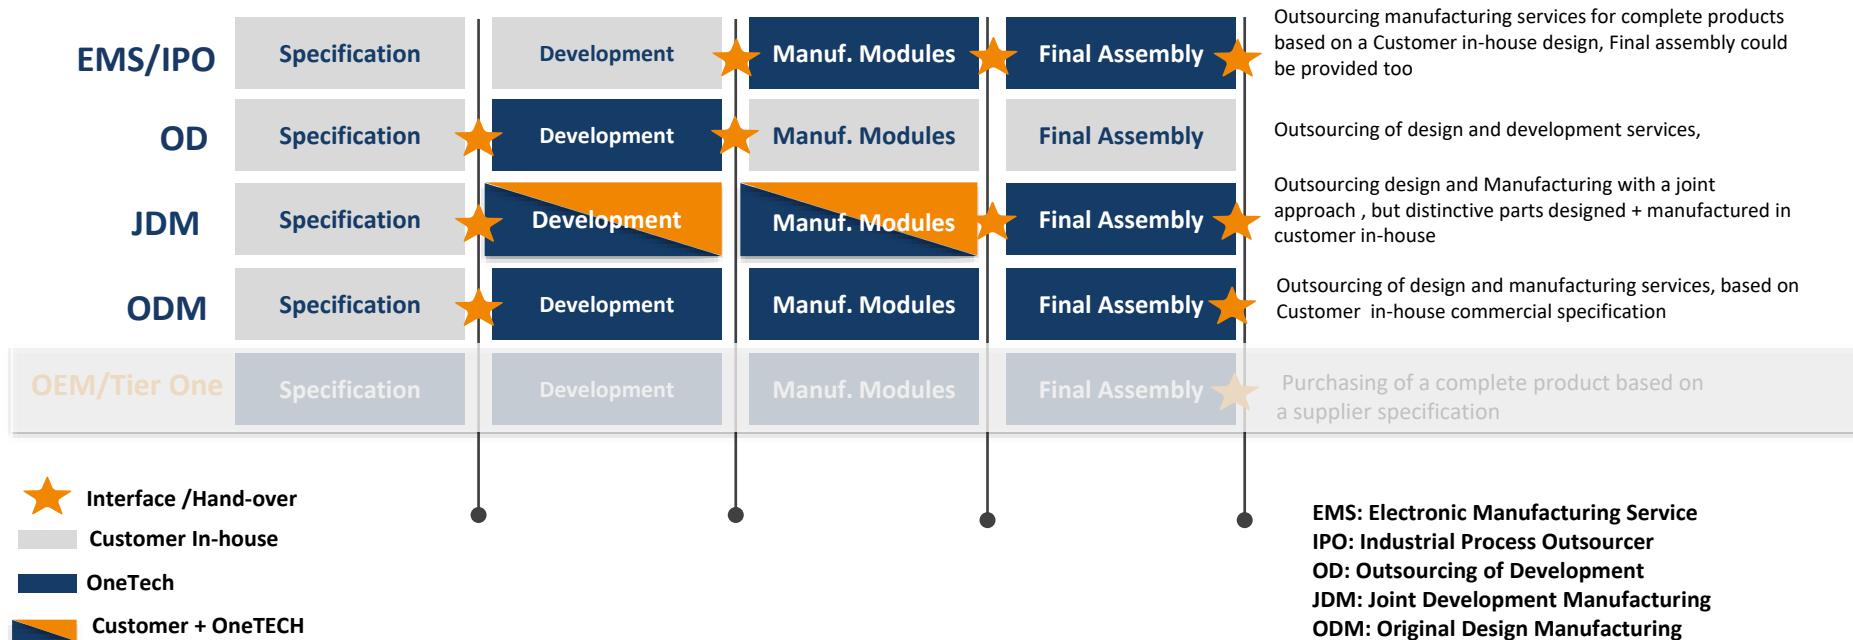 EMS/IPO
Specification
Development
Manuf. Modules
Final Assembly
Outsourcing manufacturing services for complete products
based on a Customer in-house design, Final assembly could
be provided too
OD
Specification
Development
Manuf. Modules
Final Assembly
Outsourcing of design and development services,
JDM
Specification
Development
Manuf. Modules
Final Assembly
Outsourcing design and Manufacturing with a joint
approach , but distinctive parts designed + manufactured in
customer in-house
ODM
Specification
Development
Manuf. Modules
Final Assembly
Outsourcing of design and manufacturing services, based on
Customer in-house commercial specification
OEM/Tier One
Specification
Development
Manuf. Modules
Final Assembly
Purchasing of a complete product based on
a supplier specification
Interface /Hand-over
Customer In-house
OneTech
Customer + OneTECH
EMS: Electronic Manufacturing Service
IPO: Industrial Process Outsourcer
OD: Outsourcing of Development
JDM: Joint Development Manufacturing
ODM: Original Design Manufacturing